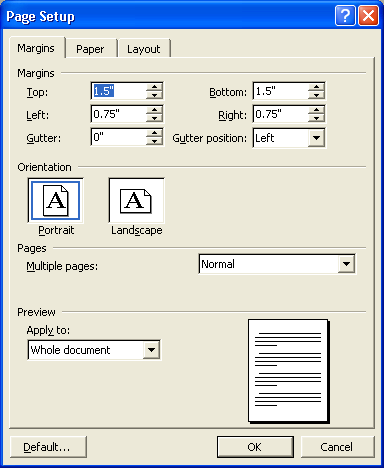 Page Setup
Margins Paper Layout
Margins
Top: 1.5" Bottom: 1.5"
Left: 0.75" Right: 0.75"
Gutter: 0" Gutter position: Left
Orientation
A A
Portrait Landscape
Pages
Multiple pages: Normal
Preview
Apply to:
Whole document
Default... OK Cancel